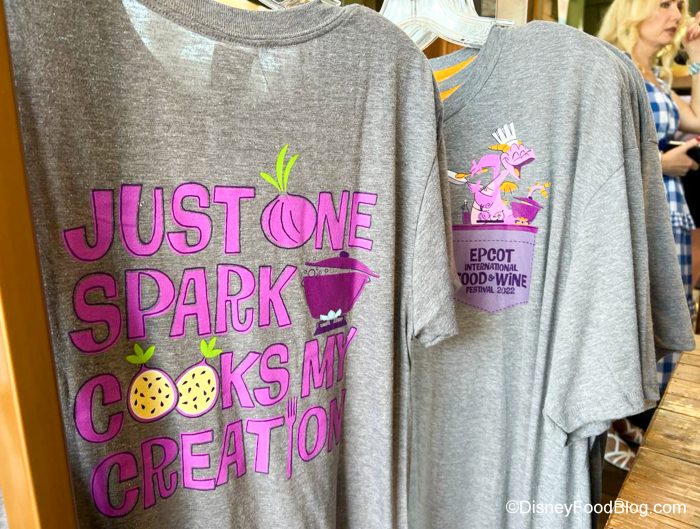 JUST ONE
SPARK
COOKS MY
CREATION
EPCOT
INTERNATIONAL
FOOD & WINE
FESTIVAL 2022
©DisneyFoodBlog.com